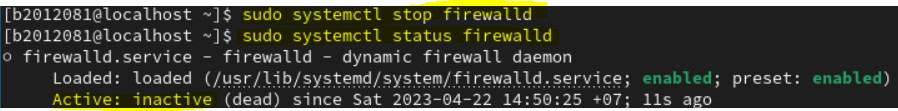 [b2012081@localhost ~]$ sudo systemctl stop firewalld
[b2012081@localhost ~]$ sudo systemctl status firewalld
○ firewalld.service - firewalld - dynamic firewall daemon
Loaded: loaded (/usr/lib/systemd/system/firewalld.service; enabled; preset: enabled)
Active: inactive (dead) since Sat 2023-04-22 14:50:25 +07; 11s ago